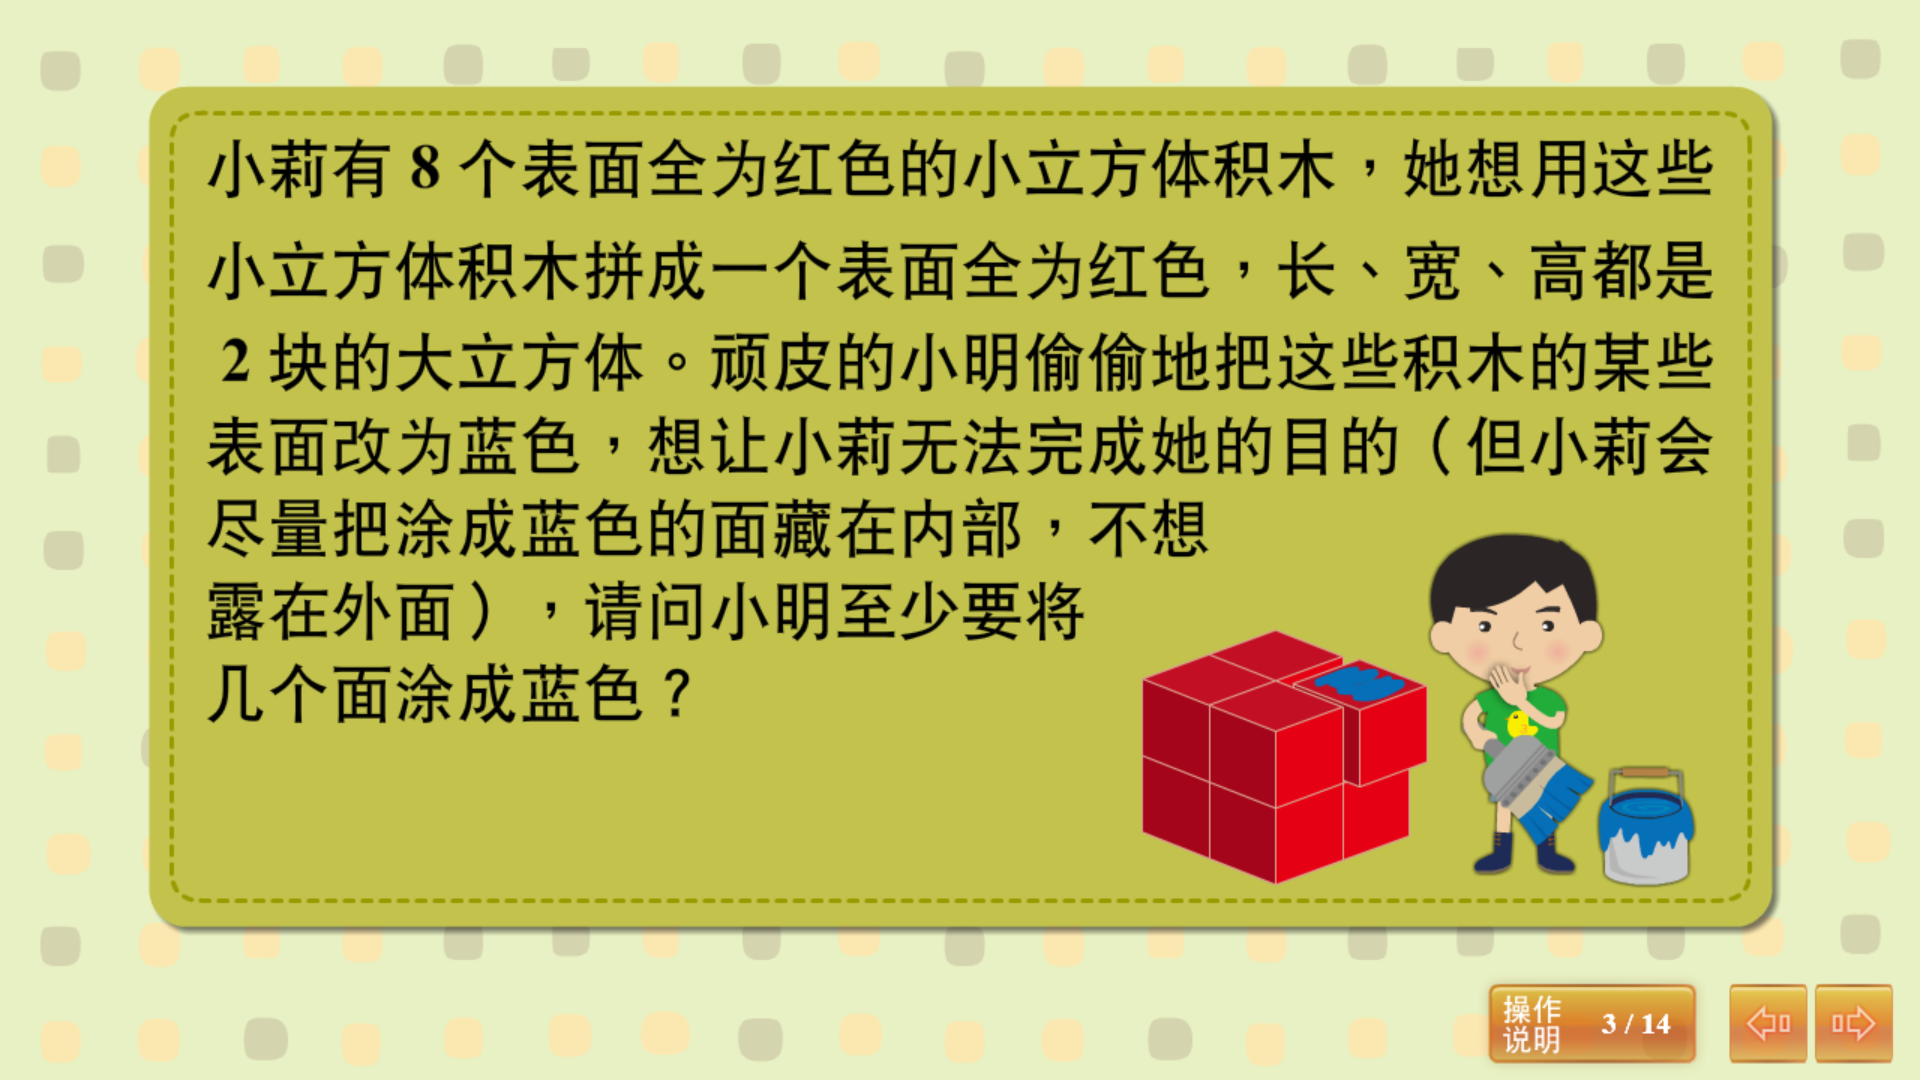 小莉有 8 个表面全为红色的小立方体积木，她想用这些
小立方体积木拼成一个表面全为红色，长、宽、高都是
2 块的大立方体。顽皮的小明偷偷地把这些积木的某些
表面改为蓝色，想让小莉无法完成她的目的（但小莉会
尽量把涂成蓝色的面藏在内部，不想
露在外面），请问小明至少要将
几个面涂成蓝色？
操作
说明
3 / 14